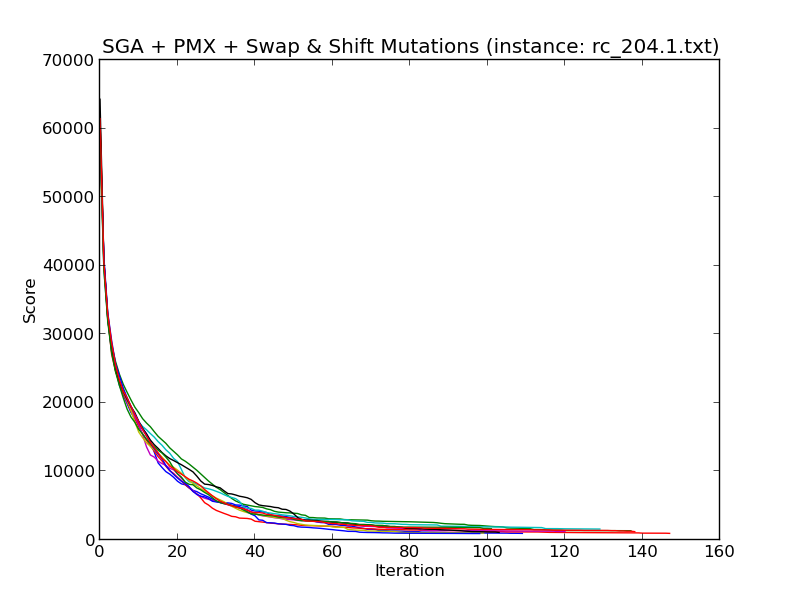 SGA + PMX + Swap & Shift Mutations (instance: rc_204.1.txt)
70000
60000
50000
40000
30000
20000
10000
0
Score
0 20 40 60 80 100 120 140 160
Iteration